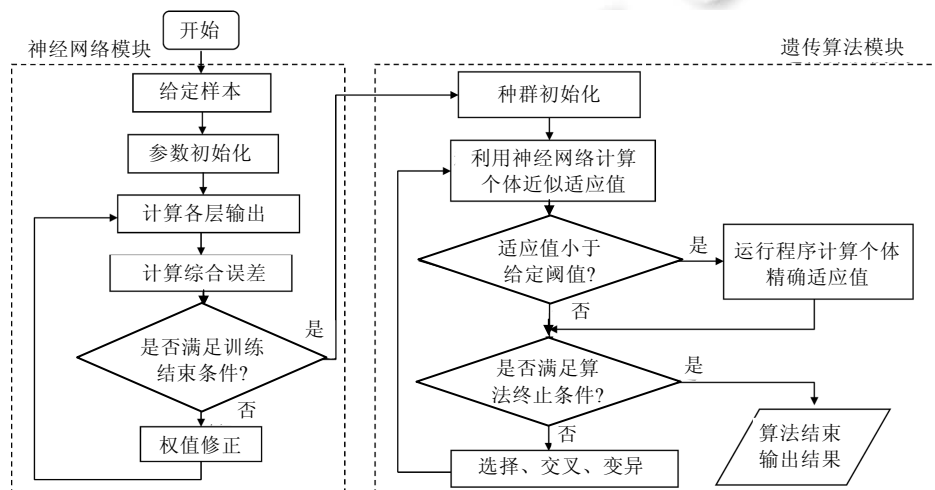 开始
神经网络模块
给定样本
参数初始化
计算各层输出
计算综合误差
是否满足训练
结束条件?
是
否
权值修正
遗传算法模块
种群初始化
利用神经网络计算
个体近似适应值
适应值小于
给定阈值?
是
运行程序计算个体
精确适应值
否
是否满足算
法终止条件?
是
算法结束
输出结果
否
选择、交叉、变异